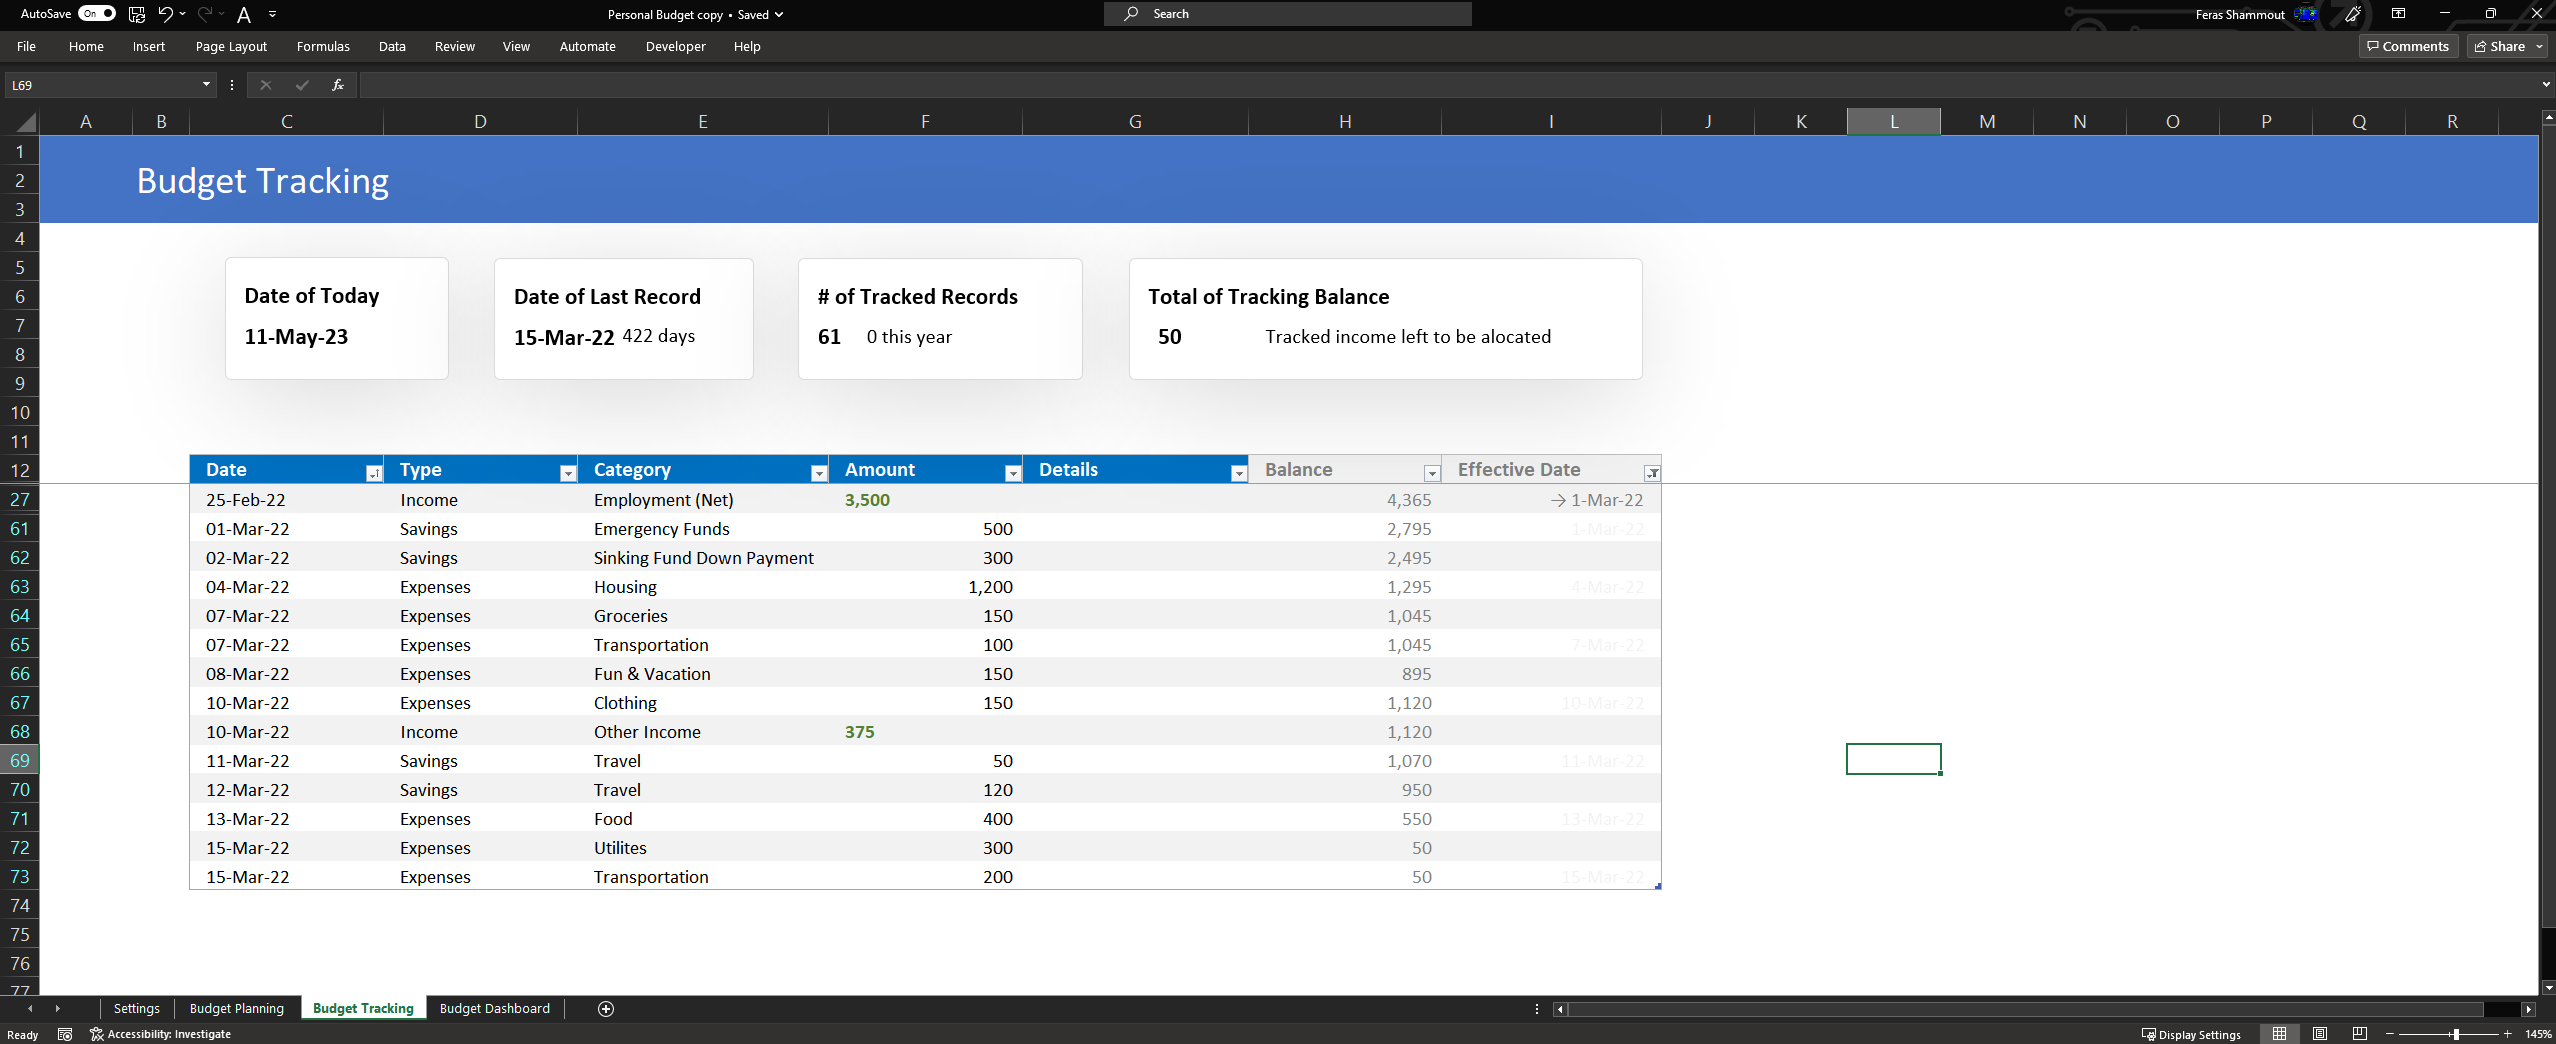 AutoSave On A Personal Budget copy • Saved Search Feras Shammout
File Home Insert Page Layout Formulas Data Review View Automate Developer Help Comments Share
L69 fx
A B C D E F G H I J K L M N O P Q R
1
2 Budget Tracking
3
4
5
6 Date of Today Date of Last Record # of Tracked Records Total of Tracking Balance
7 11-May-23 15-Mar-22 422 days 61 0 this year 50 Tracked income left to be alocated
8
9
10
11
12 Date Type Category Amount Details Balance Effective Date
27 25-Feb-22 Income Employment (Net) 3,500 4,365 → 1-Mar-22
61 01-Mar-22 Savings Emergency Funds 500 2,795 1-Mar-22
62 02-Mar-22 Savings Sinking Fund Down Payment 300 2,495
63 04-Mar-22 Expenses Housing 1,200 1,295 4-Mar-22
64 07-Mar-22 Expenses Groceries 150 1,045
65 07-Mar-22 Expenses Transportation 100 1,045 7-Mar-22
66 08-Mar-22 Expenses Fun & Vacation 150 895
67 10-Mar-22 Expenses Clothing 150 1,120 10-Mar-22
68 10-Mar-22 Income Other Income 375 1,120
69 11-Mar-22 Savings Travel 50 1,070 11-Mar-22
70 12-Mar-22 Savings Travel 120 950
71 13-Mar-22 Expenses Food 400 550 13-Mar-22
72 15-Mar-22 Expenses Utilites 300 50
73 15-Mar-22 Expenses Transportation 200 50 15-Mar-22
74
75
76
77
Settings Budget Planning Budget Tracking Budget Dashboard
Ready Accessibility: Investigate Display Settings 145%